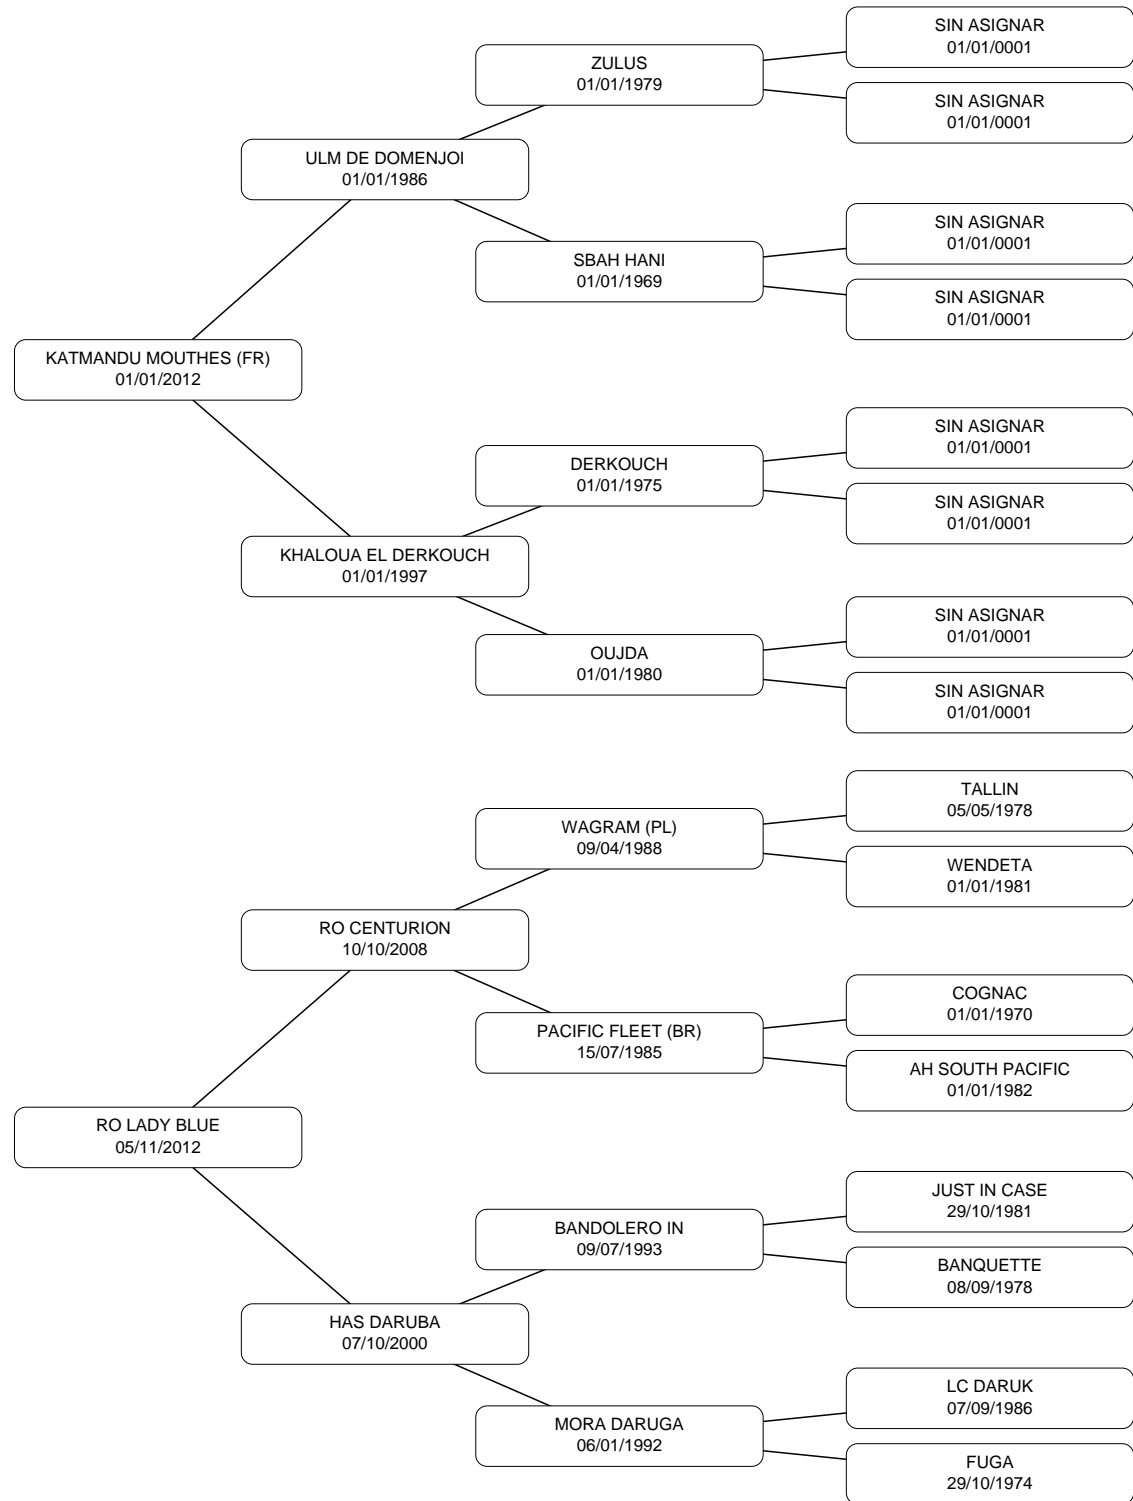 SIN ASIGNAR
01/01/0001
ZULUS
01/01/1979
SIN ASIGNAR
01/01/0001
ULM DE DOMENJOI
01/01/1986
SIN ASIGNAR
01/01/0001
SBAH HANI
01/01/1969
SIN ASIGNAR
01/01/0001
KATMANDU MOUTHES (FR)
01/01/2012
SIN ASIGNAR
01/01/0001
DERKOUCH
01/01/1975
SIN ASIGNAR
01/01/0001
KHALOUA EL DERKOUCH
01/01/1997
SIN ASIGNAR
01/01/0001
OUJDA
01/01/1980
SIN ASIGNAR
01/01/0001
TALLIN
05/05/1978
WAGRAM (PL)
09/04/1988
WENDETA
01/01/1981
RO CENTURION
10/10/2008
COGNAC
01/01/1970
PACIFIC FLEET (BR)
15/07/1985
AH SOUTH PACIFIC
01/01/1982
RO LADY BLUE
05/11/2012
JUST IN CASE
29/10/1981
BANDOLERO IN
09/07/1993
BANQUETTE
08/09/1978
HAS DARUBA
07/10/2000
LC DARUK
07/09/1986
MORA DARUGA
06/01/1992
FUGA
29/10/1974